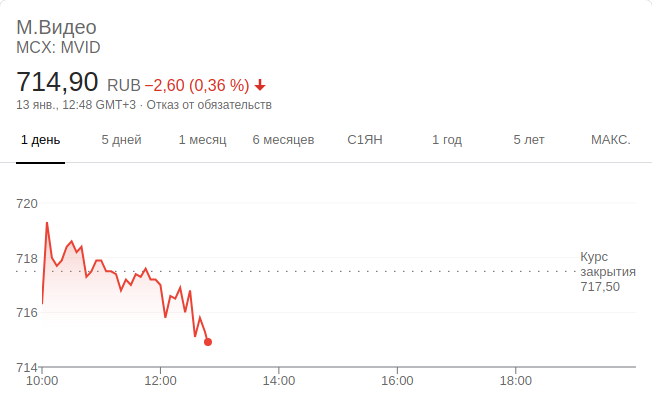 М.Видео
MCX: MVID
714,90 RUB −2,60 (0,36 %)
13 янв., 12:48 GMT+3 · Отказ от обязательств
1 день 5 дней 1 месяц 6 месяцев С1ЯН 1 год 5 лет МАКС.
720
718
Курс
закрытия
717,50
716
714
10:00 12:00 14:00 16:00 18:00